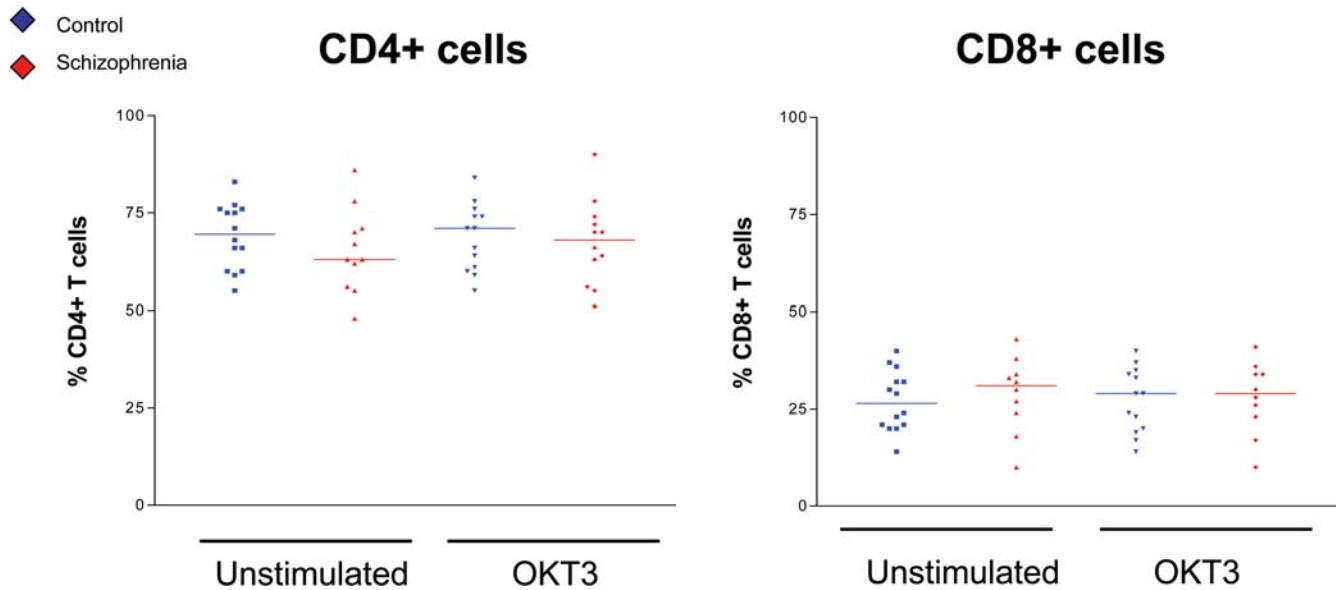 Control
Schizophrenia
CD4+ cells
% CD4+ T cells
100
75
50
25
0
Unstimulated
OKT3
CD8+ cells
% CD8+ T cells
100
75
50
25
0
Unstimulated
OKT3